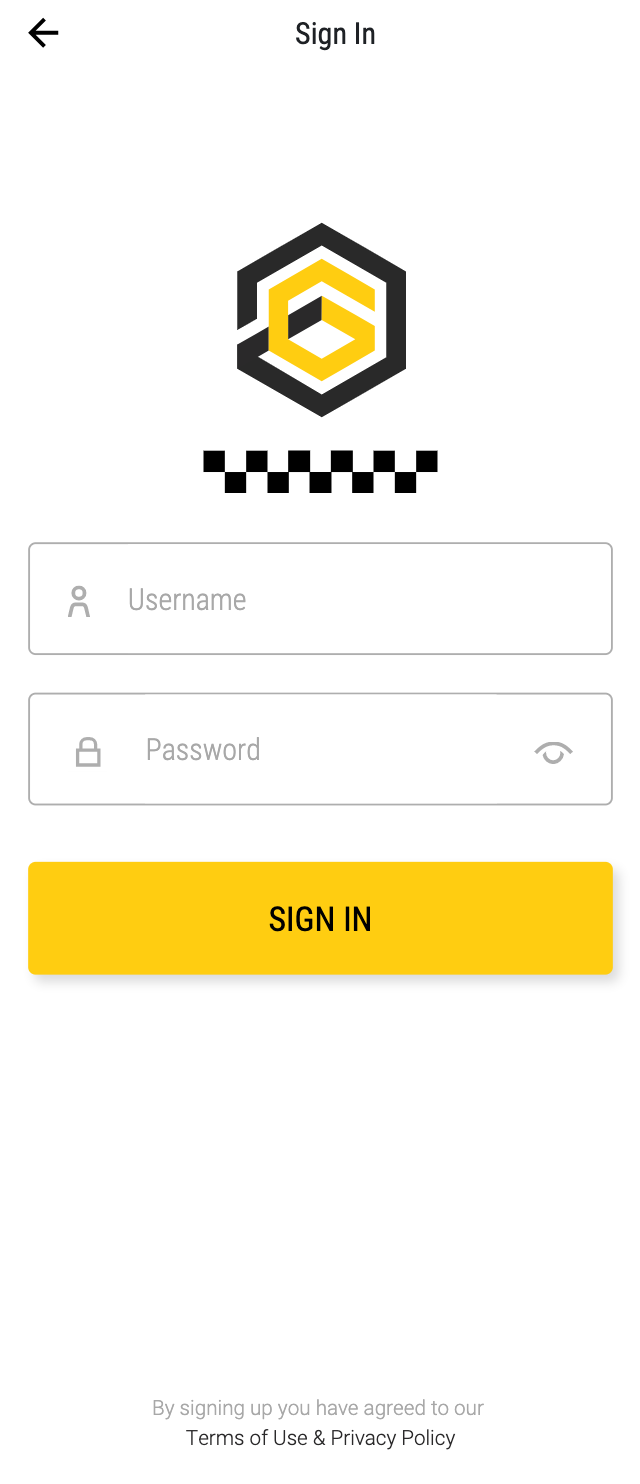 Sign In
Username
Password
SIGN IN
By signing up you have agreed to our
Terms of Use & Privacy Policy